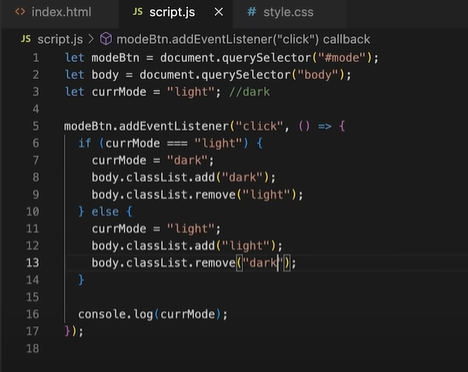 <> index.html JS script.js × # style.css
JS script.js > modeBtn.addEventListener("click") callback
1 let modeBtn = document.querySelector("#mode");
2 let body = document.querySelector("body");
3 let currMode = "light"; //dark
4
5 modeBtn.addEventListener("click", () => {
6 if (currMode === "light") {
7 currMode = "dark";
8 body.classList.add("dark");
9 body.classList.remove("light");
10 } else {
11 currMode = "light";
12 body.classList.add("light");
13 body.classList.remove("dark");
14 }
15
16 console.log(currMode);
17 });
18